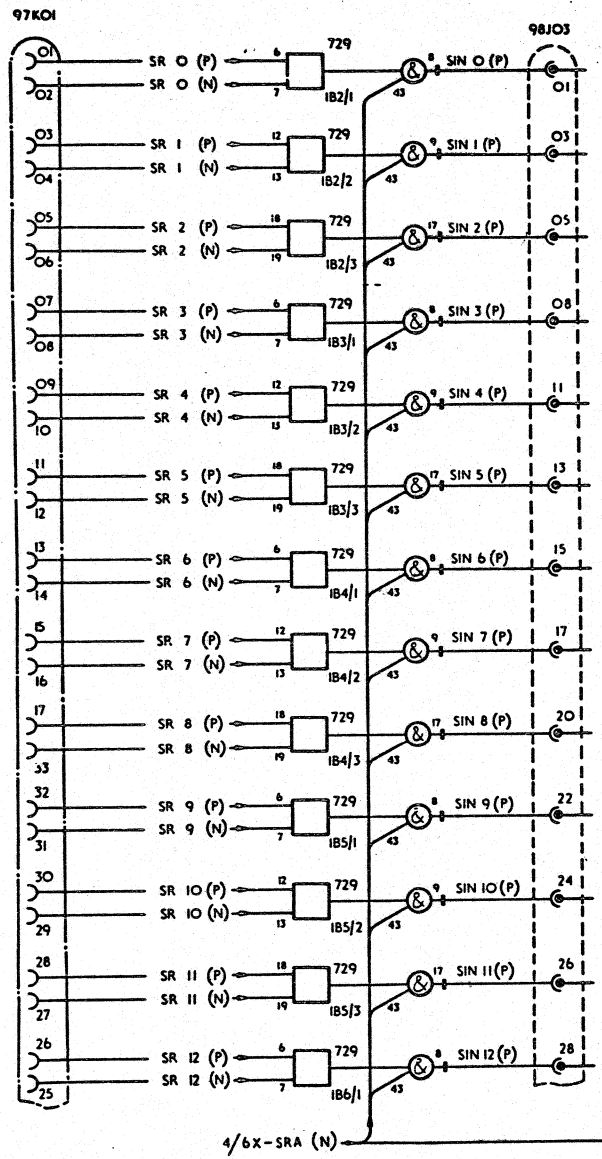 97K01
98J03
01 SR 0 (P) 6 729 8 SIN 0 (P)
02 SR 0 (N) 7 1B2/1 43 01
03 SR 1 (P) 12 729 9 SIN 1 (P) 03
04 SR 1 (N) 13 1B2/2 43
05 SR 2 (P) 18 729 17 SIN 2 (P) 05
06 SR 2 (N) 19 1B2/3 43
07 SR 3 (P) 6 729 8 SIN 3 (P) 08
08 SR 3 (N) 7 1B3/1 43
09 SR 4 (P) 12 729 9 SIN 4 (P) 11
10 SR 4 (N) 13 1B3/2 43
11 SR 5 (P) 18 729 17 SIN 5 (P) 13
12 SR 5 (N) 19 1B3/3 43
13 SR 6 (P) 6 729 8 SIN 6 (P) 15
14 SR 6 (N) 7 1B4/1 43
15 SR 7 (P) 12 729 9 SIN 7 (P) 17
16 SR 7 (N) 13 1B4/2 43
17 SR 8 (P) 18 729 17 SIN 8 (P) 20
33 SR 8 (N) 19 1B4/3 43
32 SR 9 (P) 6 729 8 SIN 9 (P) 22
31 SR 9 (N) 7 1B5/1 43
30 SR 10 (P) 12 729 9 SIN 10 (P) 24
29 SR 10 (N) 13 1B5/2 43
28 SR 11 (P) 18 729 17 SIN 11 (P) 26
27 SR 11 (N) 19 1B5/3 43
26 SR 12 (P) 6 729 8 SIN 12 (P) 28
25 SR 12 (N) 7 1B6/1 43
& & & & & & & & & & & & &
4/6X-SRA (N)